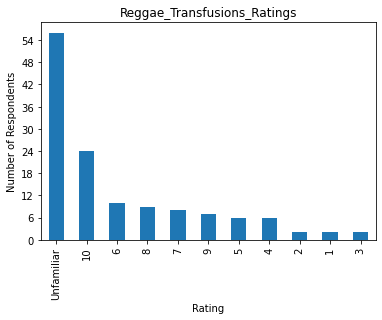 Reggae_Transfusions_Ratings
Number of Respondents
54
48
42
36
30
24
18
12
6
0
Unfamiliar 10 6 8 7 9 5 4 2 1 3
Rating